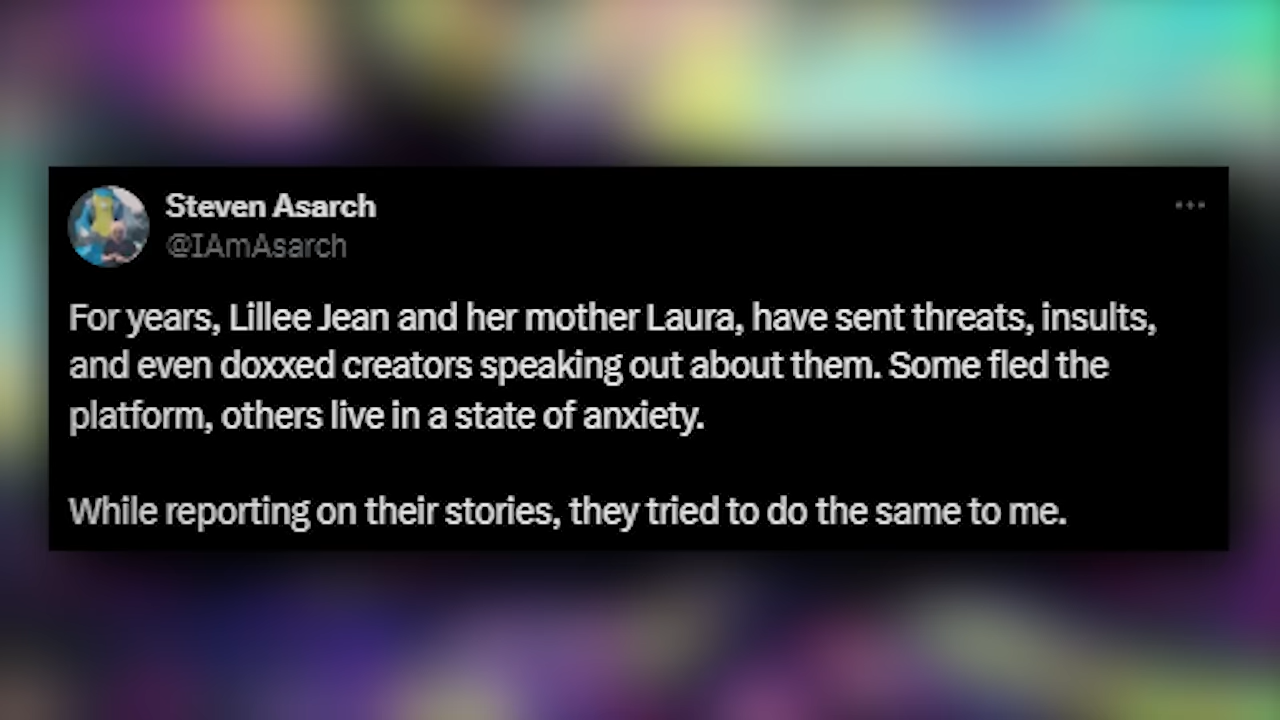 Steven Asarch
@IAmAsarch
For years, Lillee Jean and her mother Laura, have sent threats, insults,
and even doxxed creators speaking out about them. Some fled the
platform, others live in a state of anxiety.
While reporting on their stories, they tried to do the same to me.